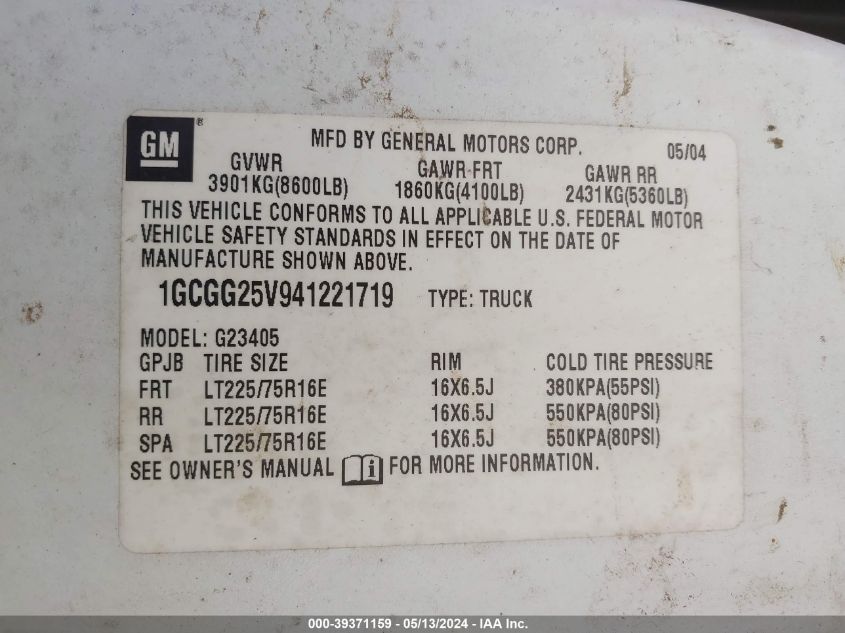 GM ®
MFD BY GENERAL MOTORS CORP. 05/04
GVWR GAWR FRT GAWR RR
3901KG(8600LB) 1860KG(4100LB) 2431KG(5360LB)
THIS VEHICLE CONFORMS TO ALL APPLICABLE U.S. FEDERAL MOTOR
VEHICLE SAFETY STANDARDS IN EFFECT ON THE DATE OF
MANUFACTURE SHOWN ABOVE.
1GCGG25V941221719 TYPE: TRUCK
MODEL: G23405
GPJB TIRE SIZE RIM COLD TIRE PRESSURE
FRT LT225/75R16E 16X6.5J 380KPA(55PSI)
RR LT225/75R16E 16X6.5J 550KPA(80PSI)
SPA LT225/75R16E 16X6.5J 550KPA(80PSI)
SEE OWNER'S MANUAL i FOR MORE INFORMATION.
000-39371159 - 05/13/2024 - IAA Inc.